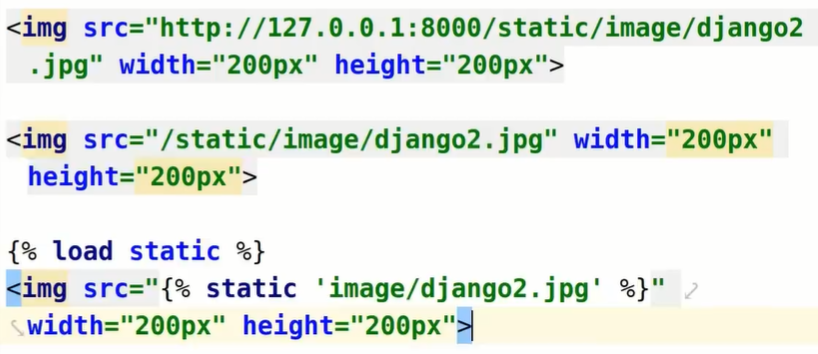 <img src="http://127.0.0.1:8000/static/image/django2
.jpg" width="200px" height="200px">
<img src="/static/image/django2.jpg" width="200px"
height="200px">
{% load static %}
<img src="{% static 'image/django2.jpg' %}"
width="200px" height="200px">